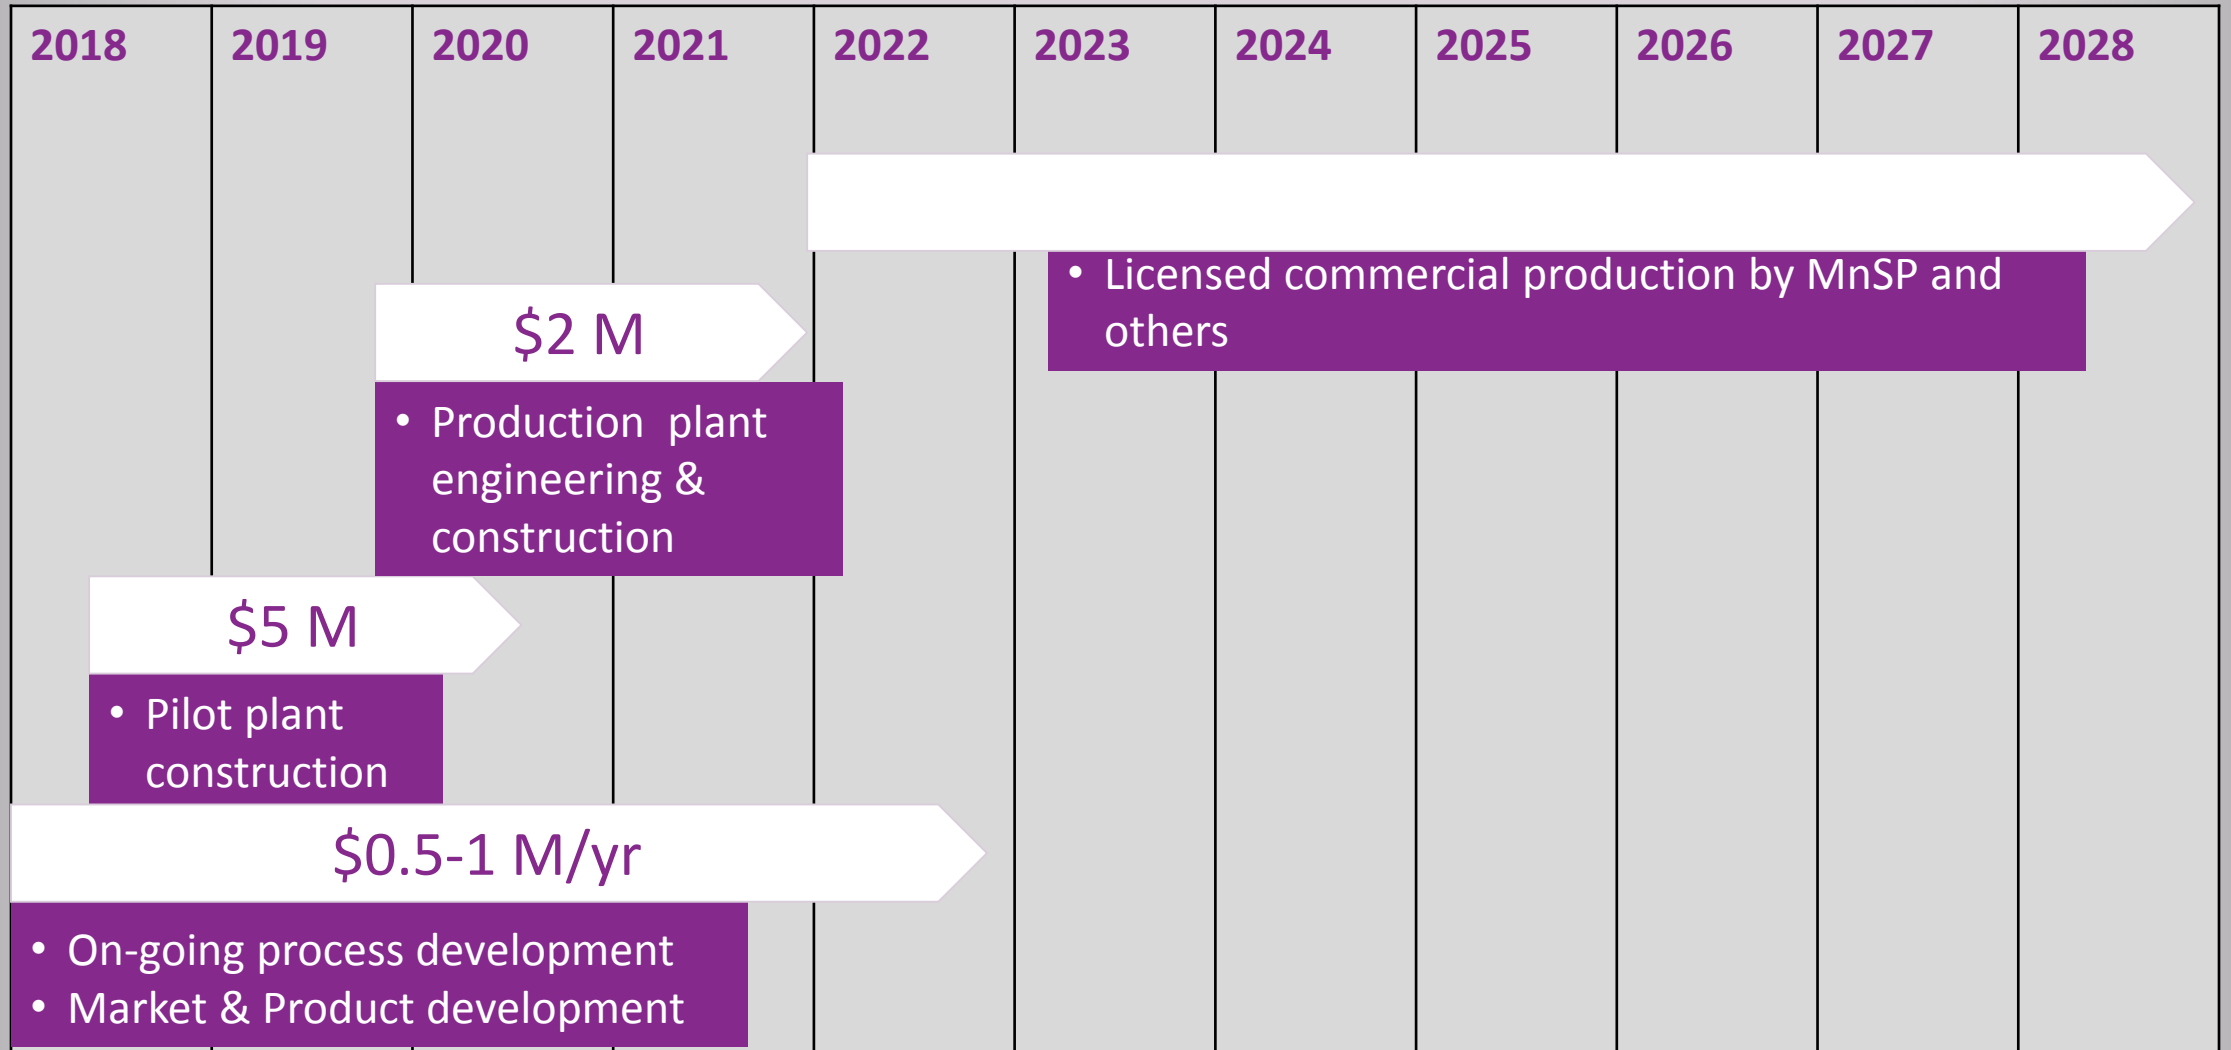 2018 2019 2020 2021 2022 2023 2024 2025 2026 2027 2028
• Licensed commercial production by MnSP and
others
$2 M
• Production plant
engineering &
construction
$5 M
• Pilot plant
construction
$0.5-1 M/yr
• On-going process development
• Market & Product development